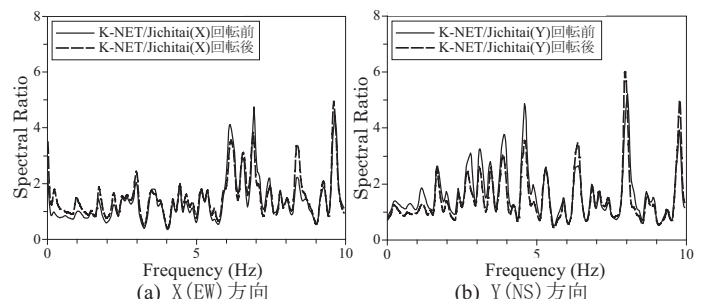 K-NET/Jichitai(X)回転前
K-NET/Jichitai(X)回転後
8
6
4
2
0
Spectral Ratio
0 5 10
Frequency (Hz)
(a) X(EW)方向
K-NET/Jichitai(Y)回転前
K-NET/Jichitai(Y)回転後
8
6
4
2
0
Spectral Ratio
0 5 10
Frequency (Hz)
(b) Y(NS)方向